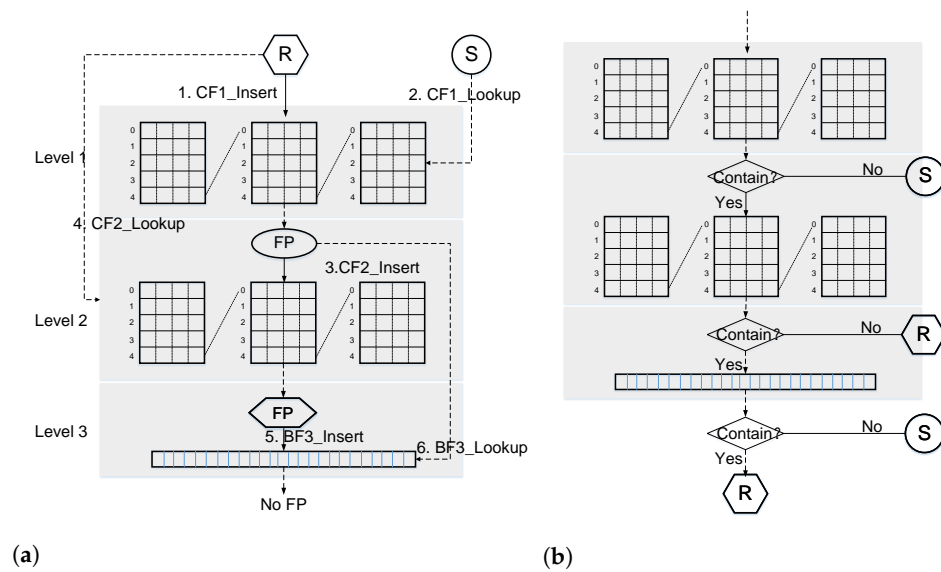 R
S
1. CF1_Insert
2. CF1_Lookup
0 0 0
1 1 1
Level 1
2 2 2
3 3 3
4 4 4
4. CF2_Lookup
FP
3.CF2_Insert
0 0 0
1 1 1
Level 2
2 2 2
3 3 3
4 4 4
FP
Level 3
5. BF3_Insert
6. BF3_Lookup
No FP
(a)
0 0 0
1 1 1
2 2 2
3 3 3
4 4 4
Contain?
No
S
Yes
0 0 0
1 1 1
2 2 2
3 3 3
4 4 4
Contain?
No
R
Yes
Contain?
No
S
Yes
R
(b)